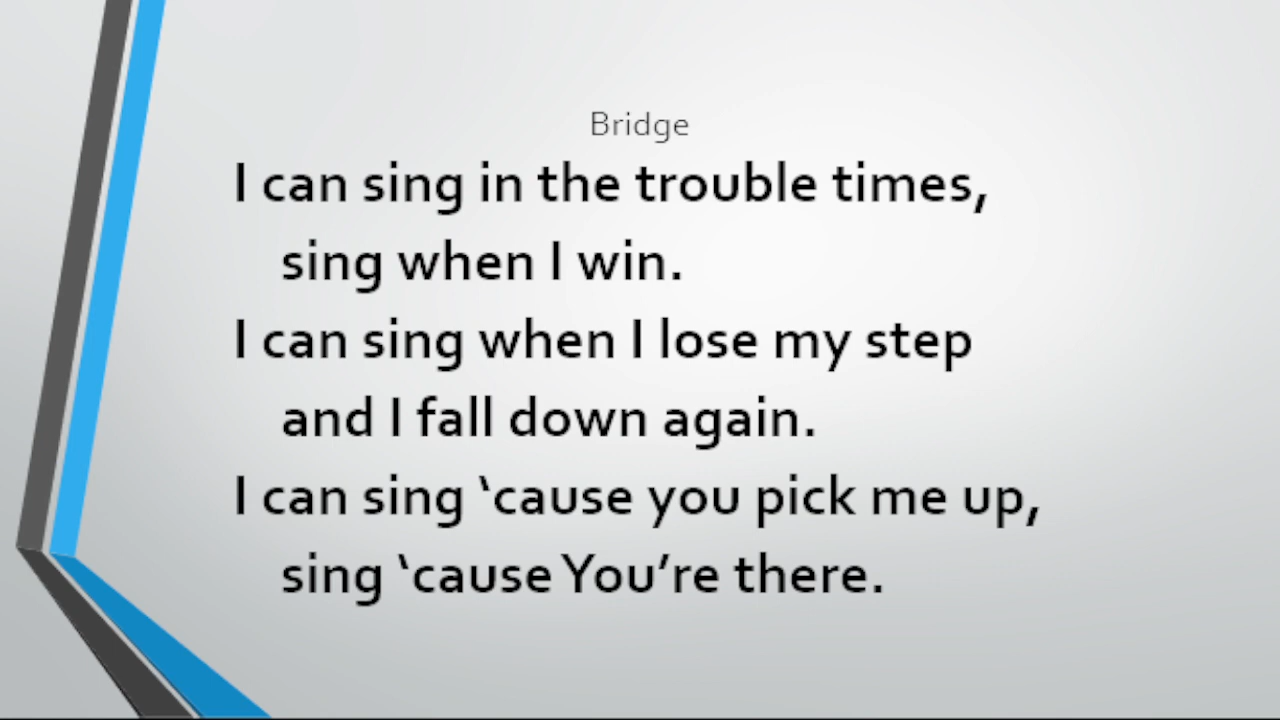 Bridge
I can sing in the trouble times,
sing when I win.
I can sing when I lose my step
and I fall down again.
I can sing ‘cause you pick me up,
sing ‘cause You’re there.